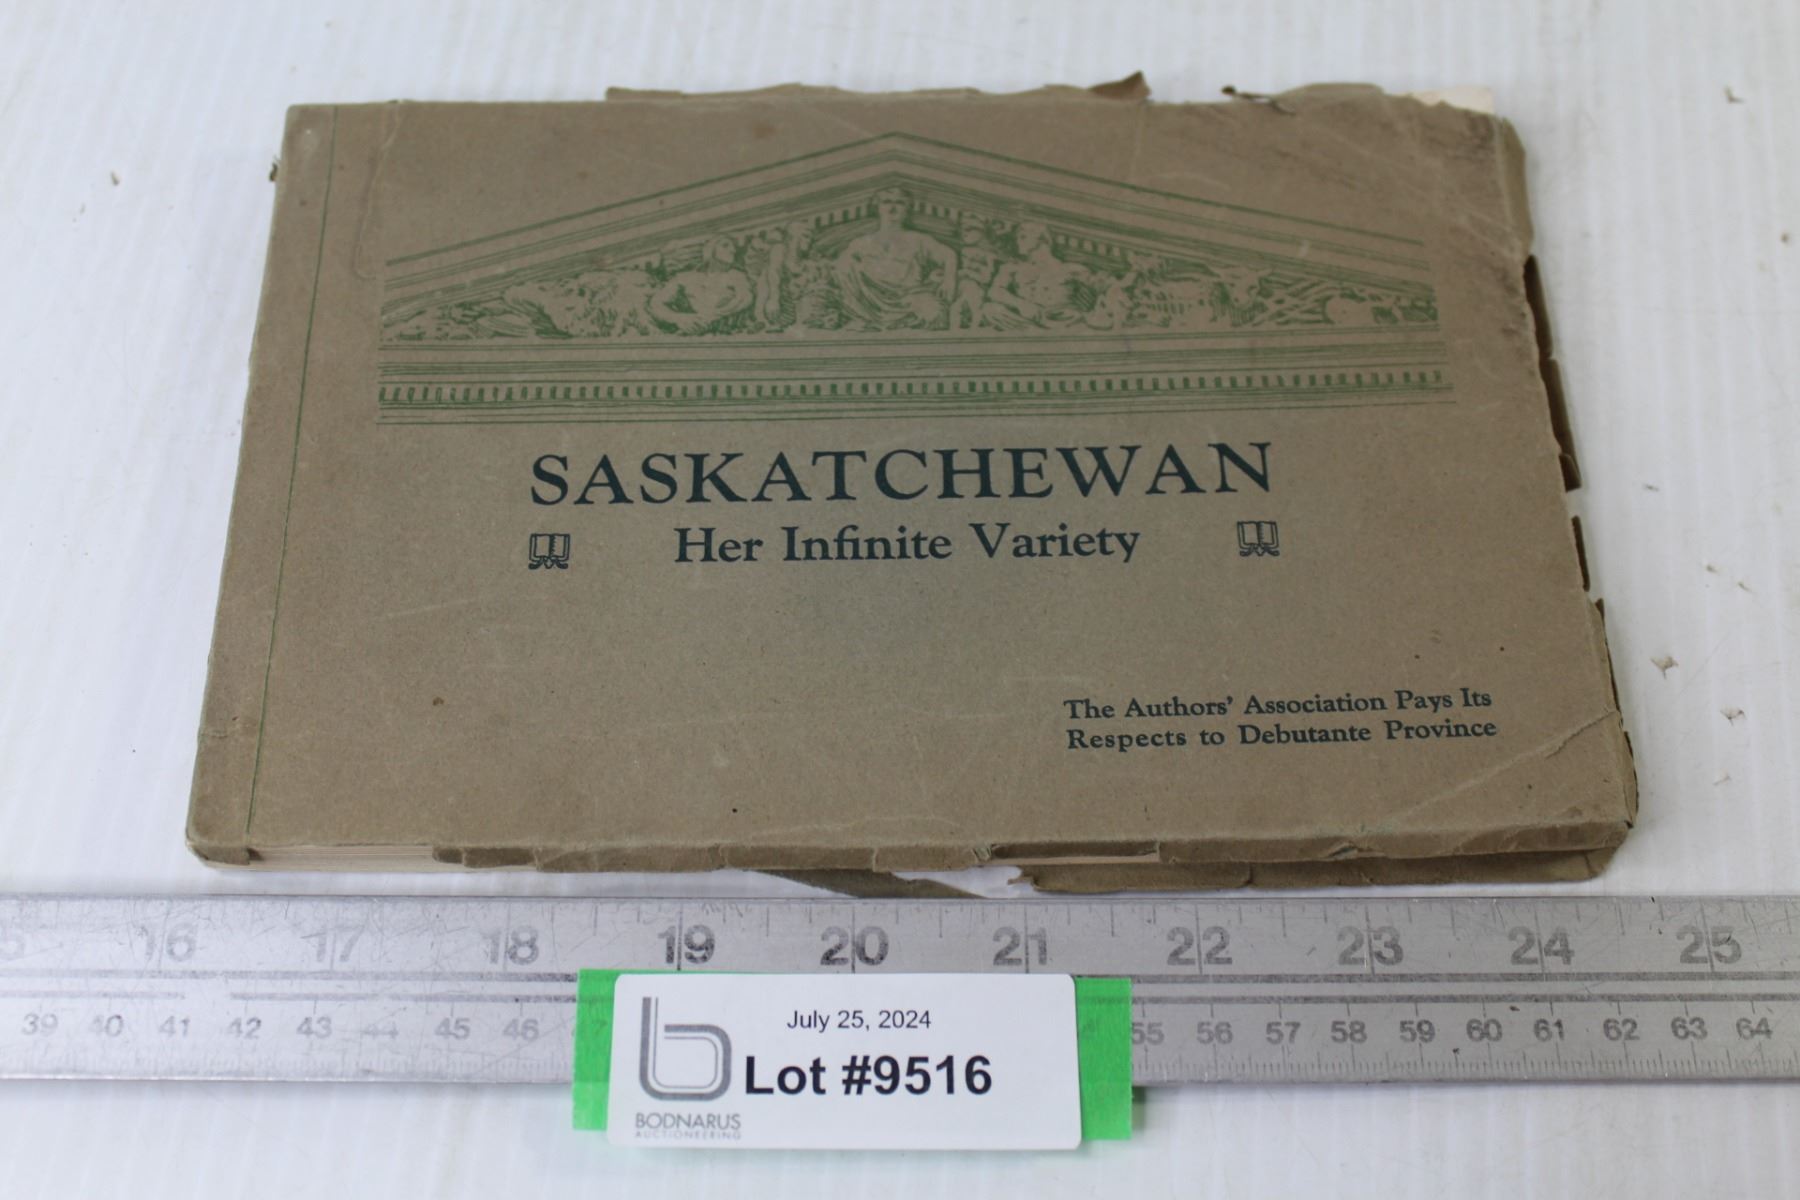 SASKATCHEWAN
Her Infinite Variety
The Authors' Association Pays Its
Respects to Debutante Province
16 17 18 19 20 21 22 23 24 25
39 40 41 42 43 44 45 46 55 56 57 58 59 60 61 62 63 64
July 25, 2024
Lot #9516
BODNARUS
AUCTIONEERING